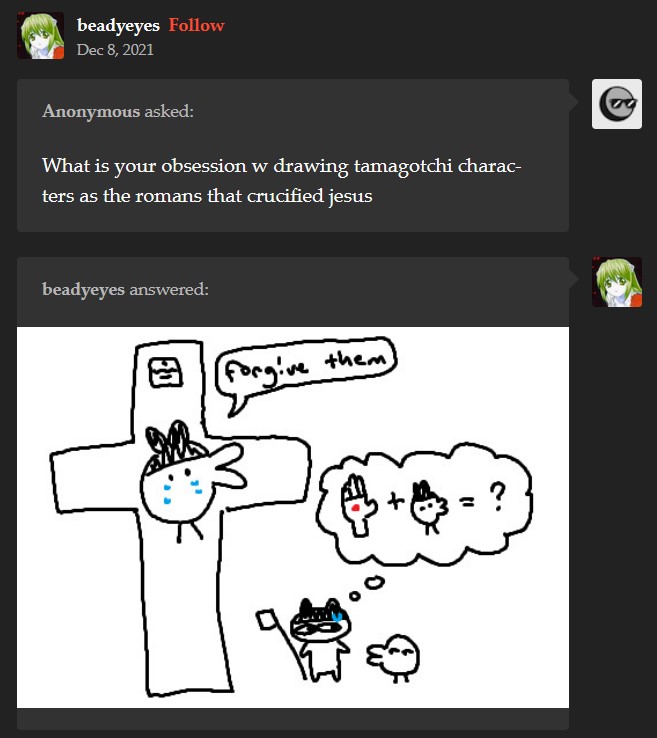 beadyeyes Follow
Dec 8, 2021
Anonymous asked:
What is your obsession w drawing tamagotchi charac-
ters as the romans that crucified jesus
beadyeyes answered:
forgive them
+ = ?